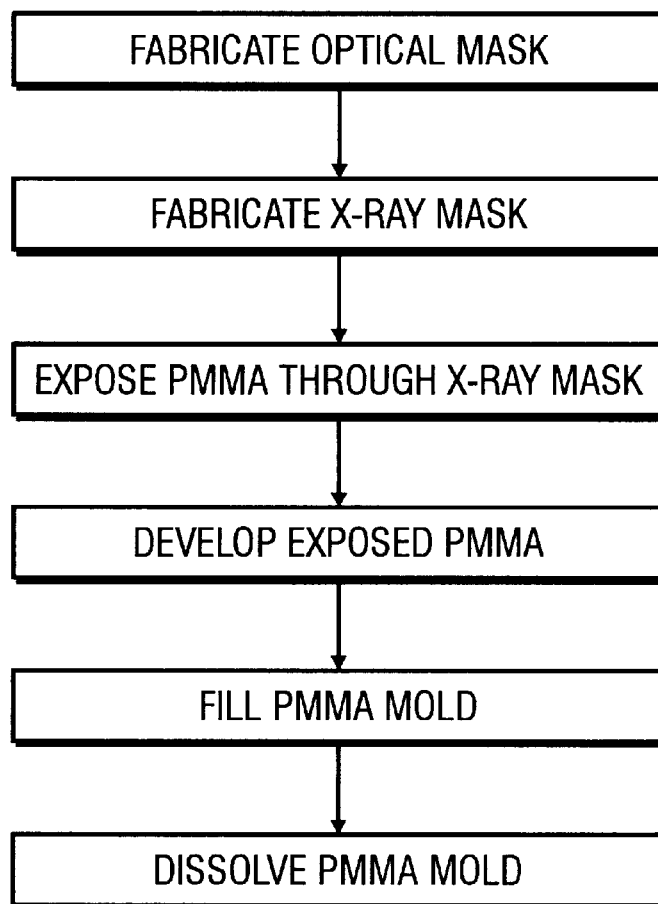 FABRICATE OPTICAL MASK
FABRICATE X-RAY MASK
EXPOSE PMMA THROUGH X-RAY MASK
DEVELOP EXPOSED PMMA
FILL PMMA MOLD
DISSOLVE PMMA MOLD